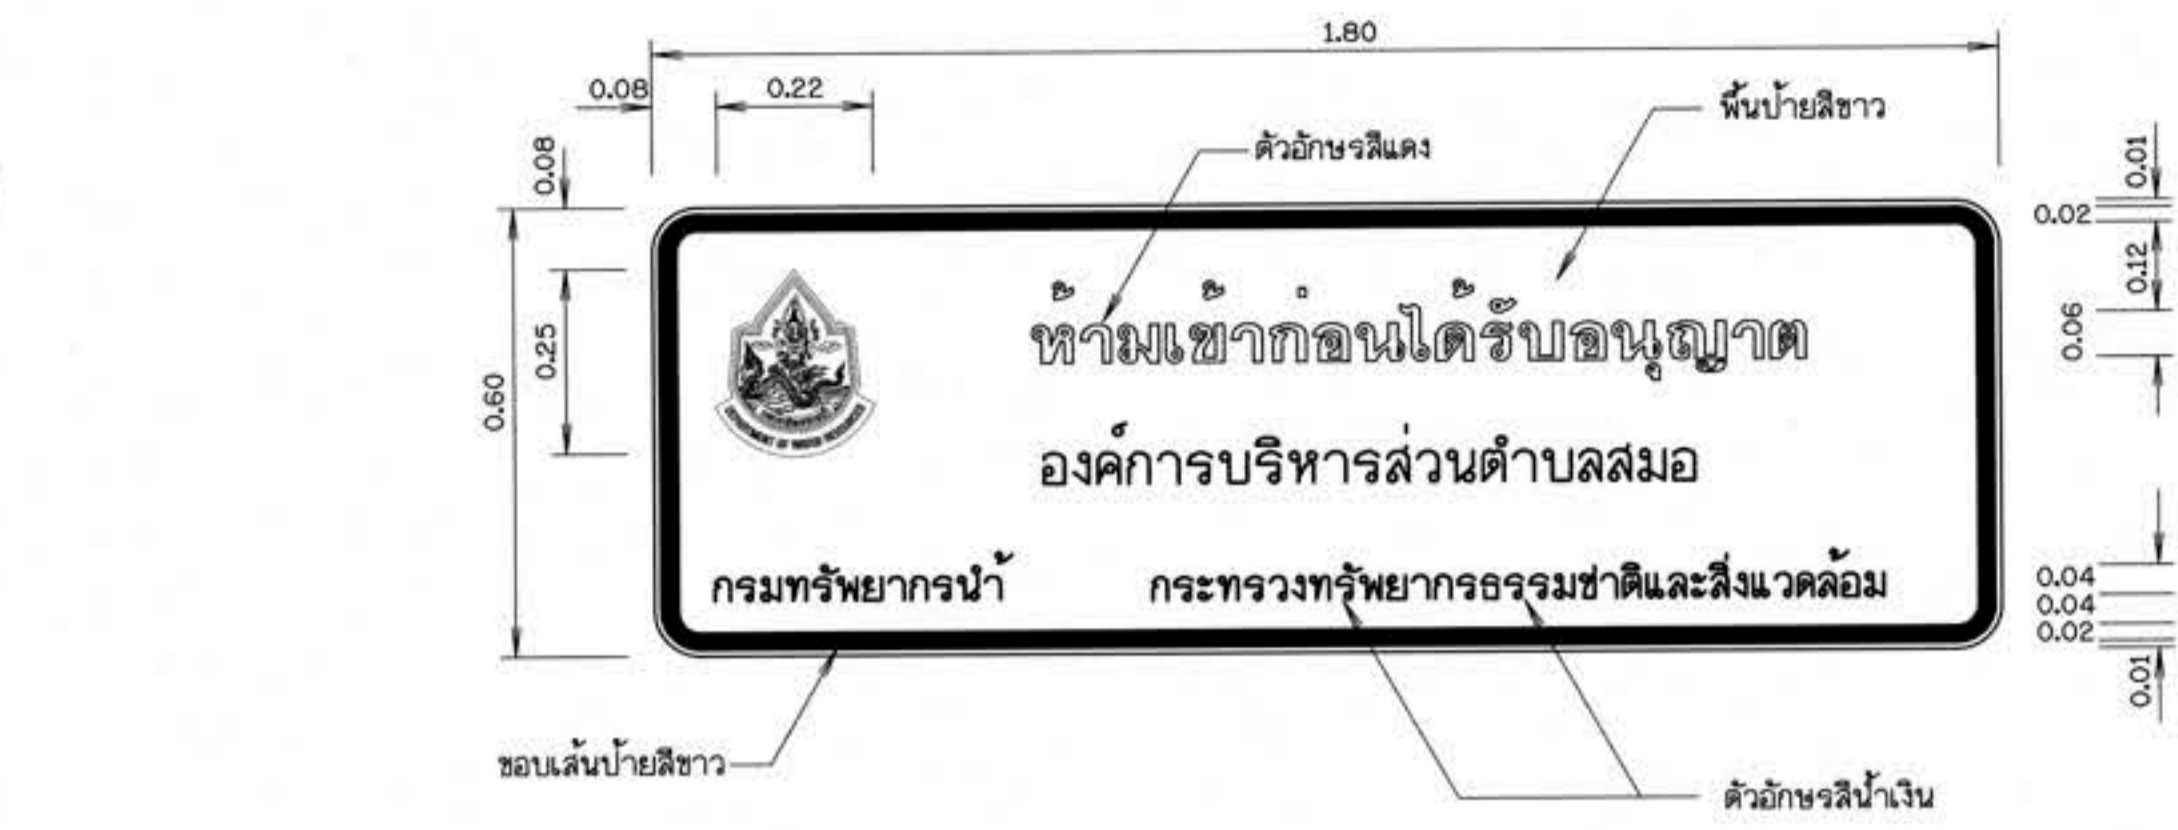 1.80
0.08
0.22
พื้นป้ายสีขาว
ตัวอักษรสีแดง
0.08
0.01
0.02
0.12
0.06
0.25
0.60
ห้ามเข้าก่อนได้รับอนุญาต
DEPARTMENT OF WATER RESOURCES
องค์การบริหารส่วนตำบลสมอ
กรมทรัพยากรน้ำ
กระทรวงทรัพยากรธรรมชาติและสิ่งแวดล้อม
0.04
0.04
0.02
0.01
ขอบเส้นป้ายสีขาว
ตัวอักษรสีน้ำเงิน